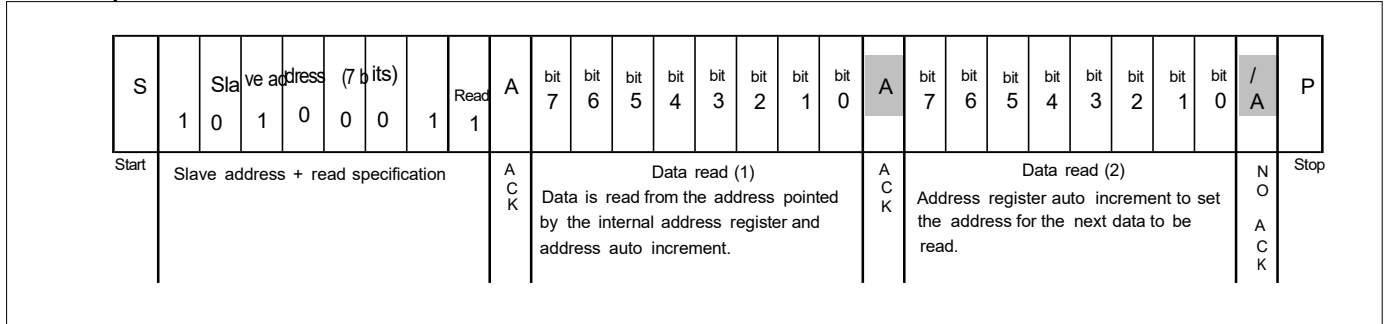 S Slave address (7 bits) Read A bit bit bit bit bit bit bit bit A bit bit bit bit bit bit bit bit / P
1 0 1 0 0 0 1 1 7 6 5 4 3 2 1 0 7 6 5 4 3 2 1 0 A
Start Slave address + read specification ACK Data read (1) ACK Data read (2) NO ACK Stop
Data is read from the address pointed
by the internal address register and
address auto increment.
Address register auto increment to set
the address for the next data to be
read.